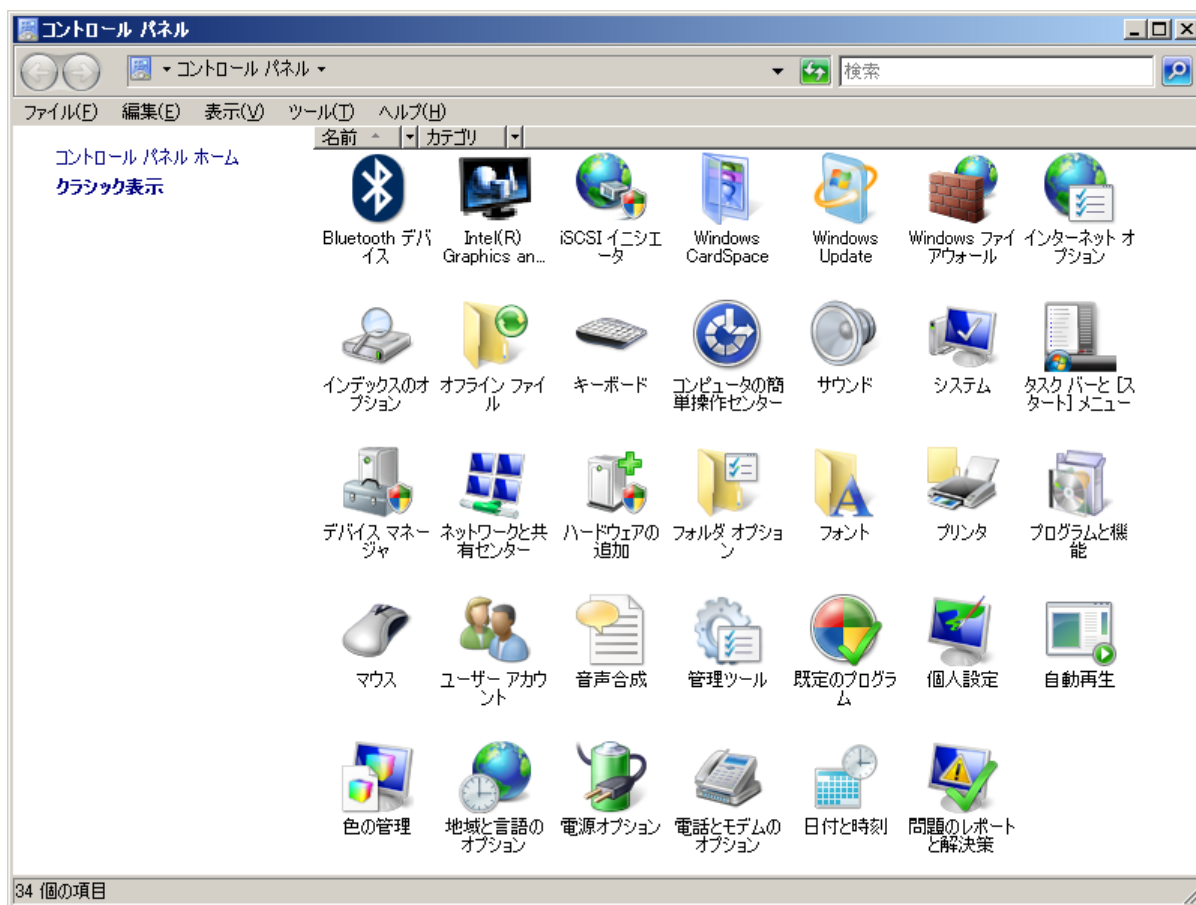 コントロール パネル
コントロール パネル
検索
ファイル(F) 編集(E) 表示(V) ツール(T) ヘルプ(H)
名前 カテゴリ
コントロール パネル ホーム
クラシック表示
Bluetooth デバ
イス
Intel(R)
Graphics an...
iSCSI イニシエ
ータ
Windows
CardSpace
Windows
Update
Windows ファイ
アウォール
インターネット オ
プション
インデックスのオ
プション
オフライン ファイ
ル
キーボード
コンピュータの簡
単操作センター
サウンド
システム
タスク バーと [ス
タート] メニュー
デバイス マネー
ジャ
ネットワークと共
有センター
ハードウェアの
追加
フォルダ オプショ
ン
フォント
プリンタ
プログラムと機
能
マウス
ユーザー アカウ
ント
音声合成
管理ツール
既定のプログラ
ム
個人設定
自動再生
色の管理
地域と言語の
オプション
電源オプション
電話とモデムの
オプション
日付と時刻
問題のレポート
と解決策
34 個の項目